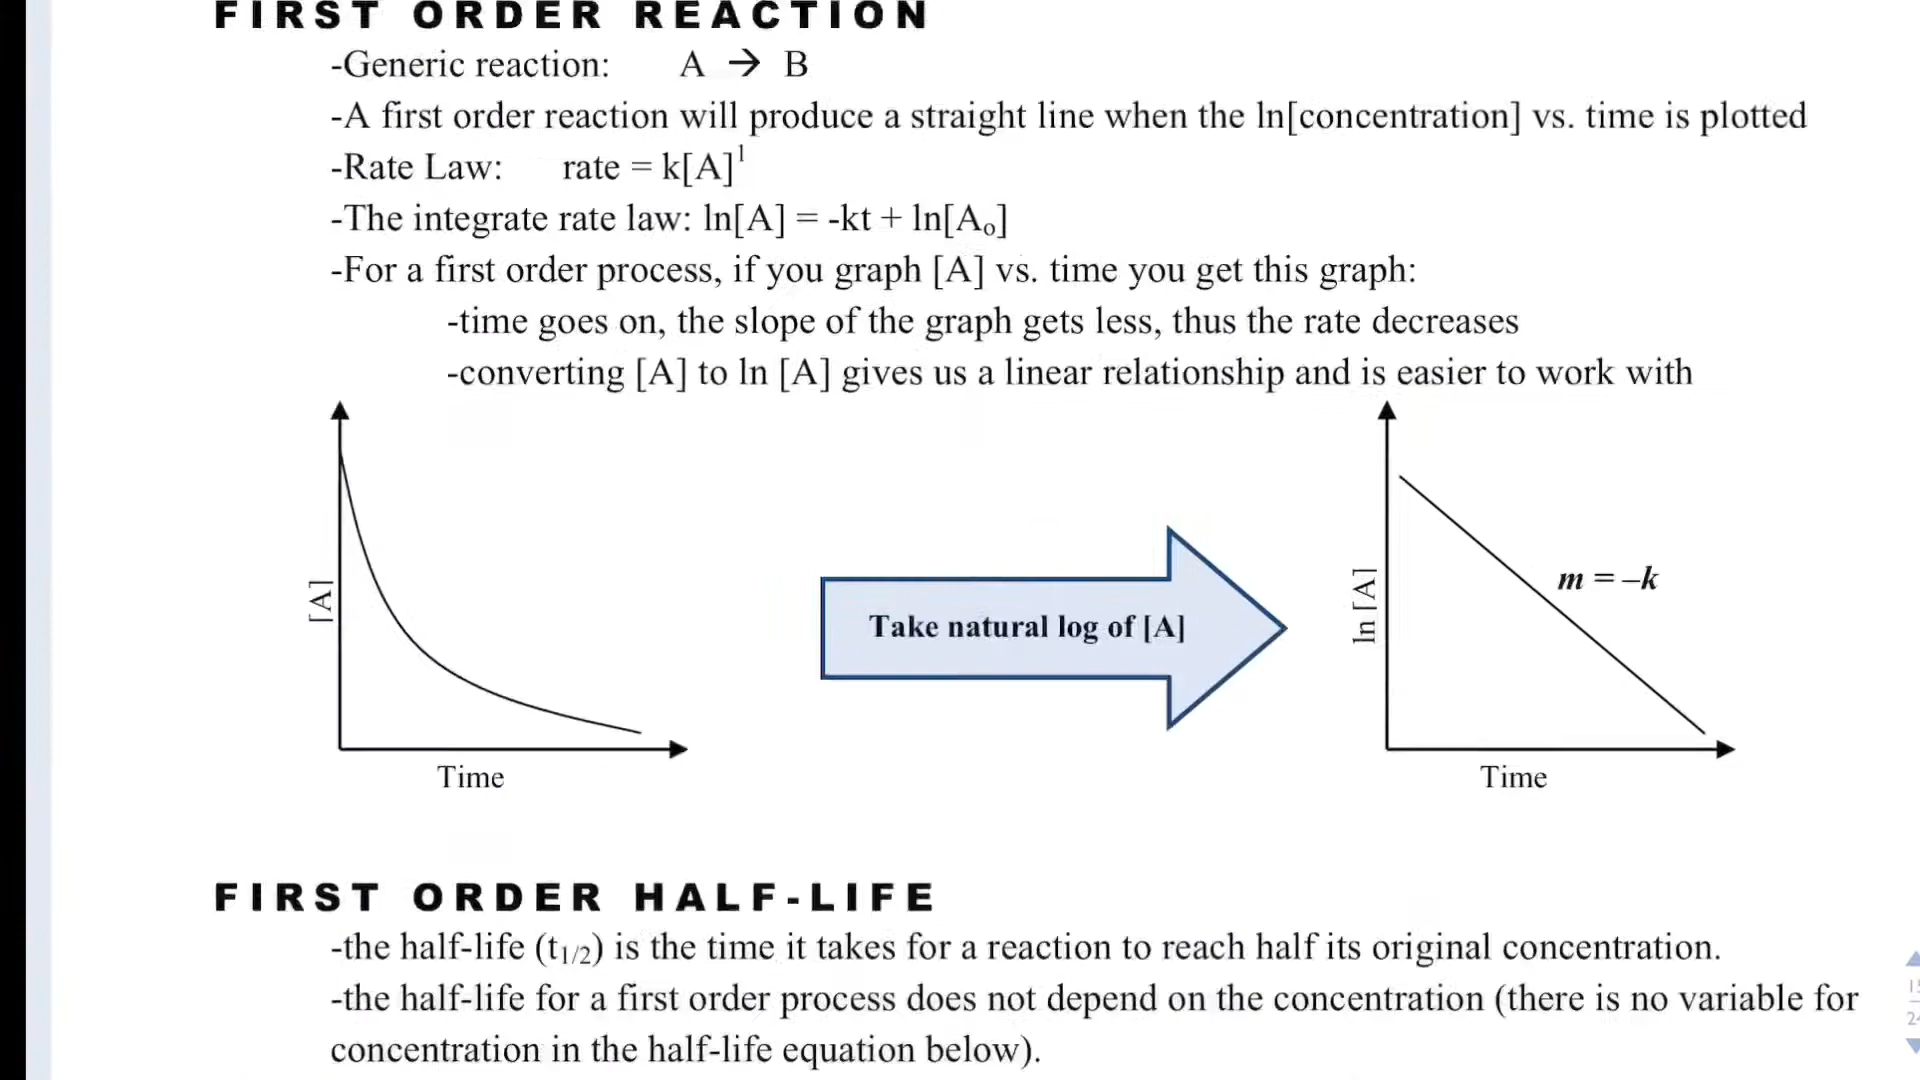 FIRST ORDER REACTION
-Generic reaction: A → B
-A first order reaction will produce a straight line when the ln[concentration] vs. time is plotted
-Rate Law: rate = k[A]¹
-The integrate rate law: ln[A] = -kt + ln[Aₒ]
-For a first order process, if you graph [A] vs. time you get this graph:
-time goes on, the slope of the graph gets less, thus the rate decreases
-converting [A] to ln [A] gives us a linear relationship and is easier to work with
[A]
Time
Take natural log of [A]
ln [A]
m = –k
Time
FIRST ORDER HALF-LIFE
-the half-life (t₁/₂) is the time it takes for a reaction to reach half its original concentration.
-the half-life for a first order process does not depend on the concentration (there is no variable for
concentration in the half-life equation below).